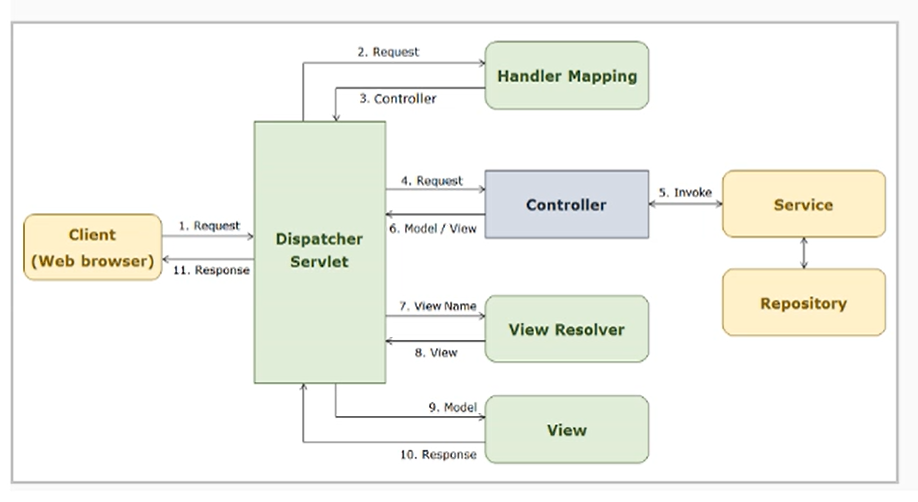 2. Request
Handler Mapping
3. Controller
4. Request
Controller
5. Invoke
Service
6. Model / View
1. Request
Client
(Web browser)
11. Response
Dispatcher
Servlet
Repository
7. View Name
View Resolver
8. View
9. Model
View
10. Response